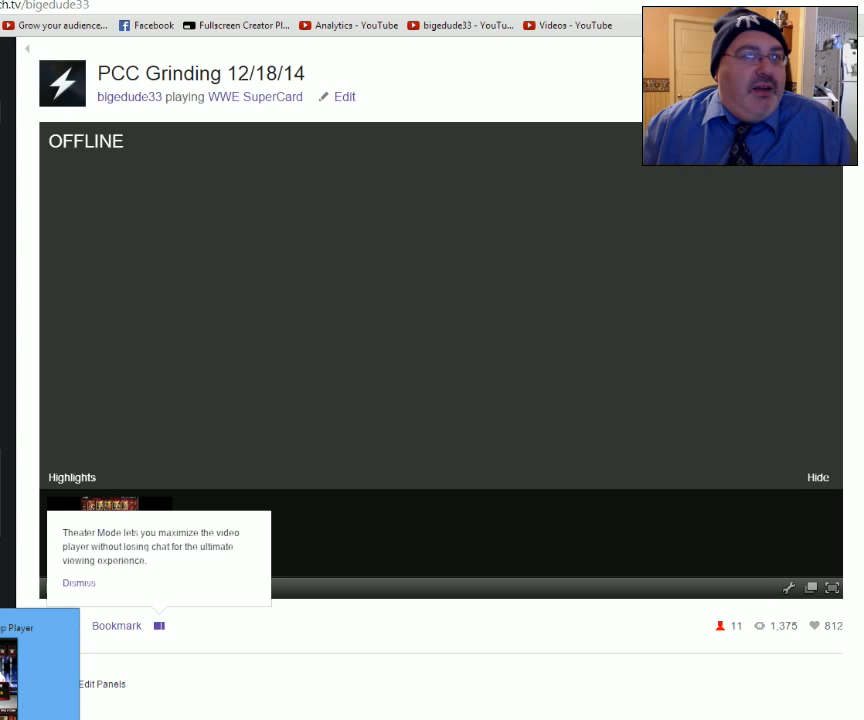 ch.tv/bigedude33
Grow your audience... Facebook Fullscreen Creator Pl... Analytics - YouTube bigedude33 - YouTu... Videos - YouTube
PCC Grinding 12/18/14
bigedude33 playing WWE SuperCard Edit
OFFLINE
Highlights Hide
Theater Mode lets you maximize the video
player without losing chat for the ultimate
viewing experience.
Dismiss
p Player
Bookmark 11 1,375 812
Edit Panels